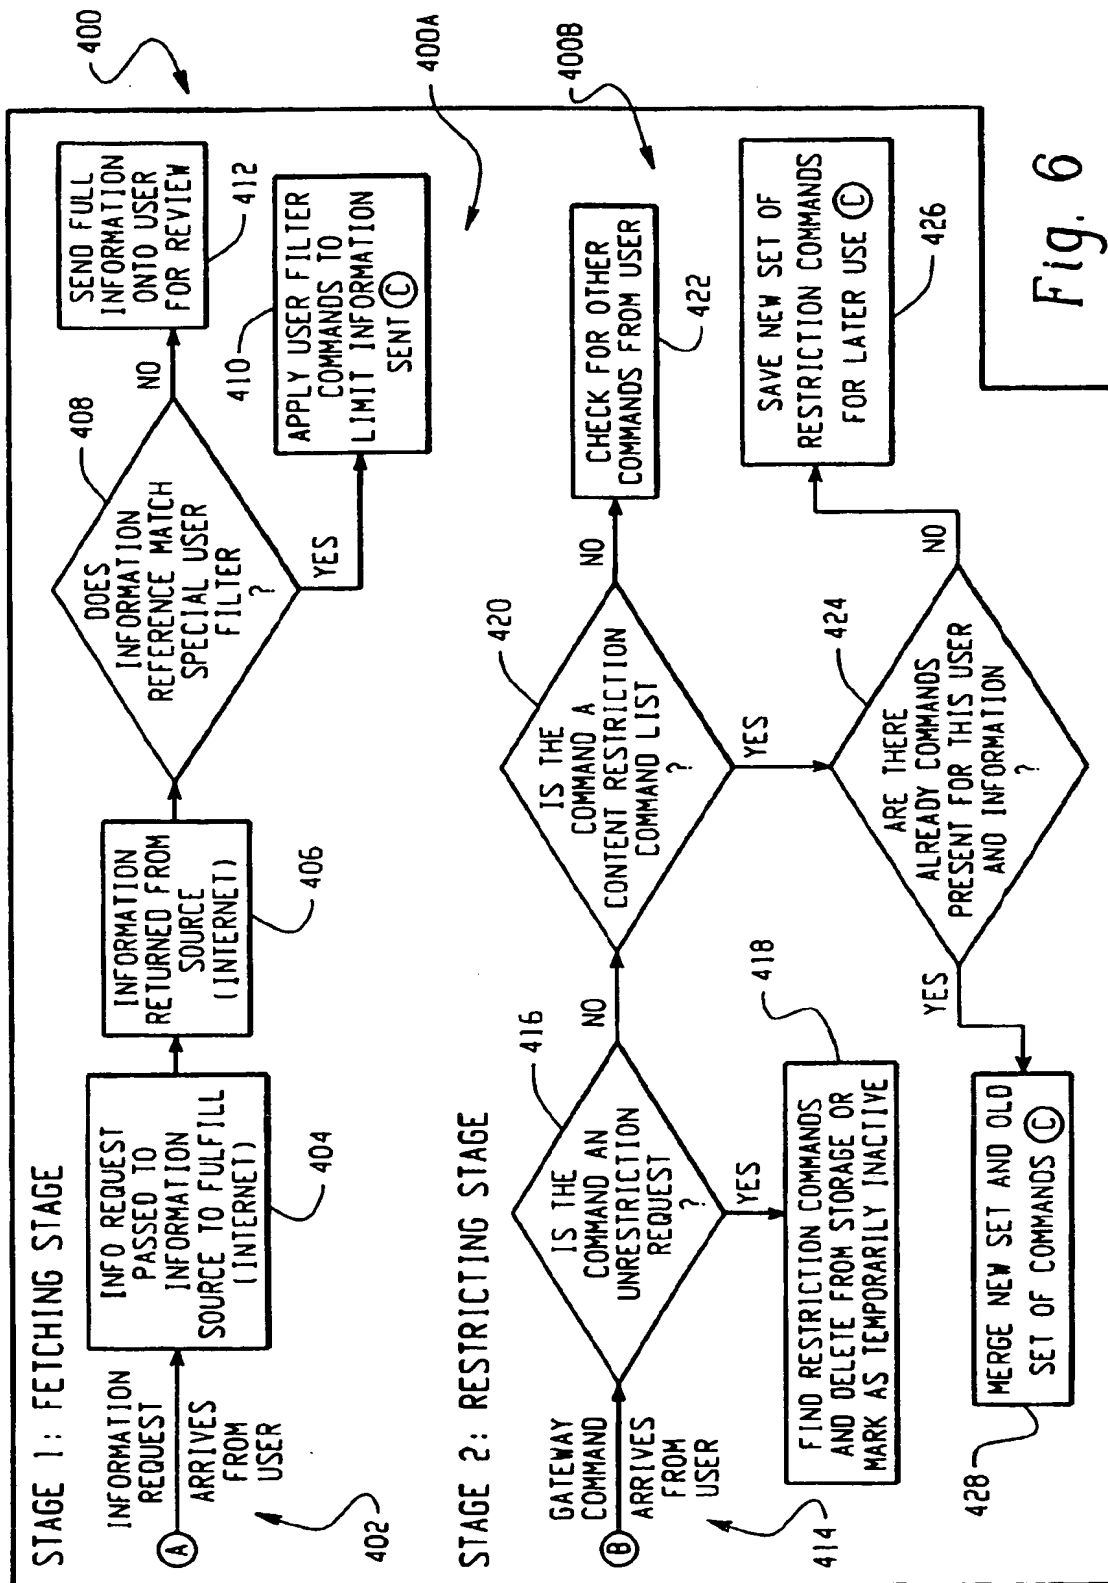 400
STAGE 1: FETCHING STAGE
400A
402
INFORMATION
REQUEST
ARRIVES
FROM
USER
A
INFO REQUEST
PASSED TO
INFORMATION
SOURCE TO FULFILL
(INTERNET)
404
INFORMATION
RETURNED FROM
SOURCE
(INTERNET)
406
DOES
INFORMATION
REFERENCE MATCH
SPECIAL USER
FILTER
?
408
NO
SEND FULL
INFORMATION
ONTO USER
FOR REVIEW
412
YES
410
APPLY USER FILTER
COMMANDS TO
LIMIT INFORMATION
SENT C
STAGE 2: RESTRICTING STAGE
400B
GATEWAY
COMMAND
ARRIVES
FROM
USER
B
414
IS THE
COMMAND AN
UNRESTRICTION
REQUEST
?
416
YES
FIND RESTRICTION COMMANDS
AND DELETE FROM STORAGE OR
MARK AS TEMPORARILY INACTIVE
418
NO
IS THE
COMMAND A
CONTENT RESTRICTION
COMMAND LIST
?
420
NO
CHECK FOR OTHER
COMMANDS FROM USER
422
YES
ARE THERE
ALREADY COMMANDS
PRESENT FOR THIS USER
AND INFORMATION
?
424
NO
SAVE NEW SET OF
RESTRICTION COMMANDS
FOR LATER USE C
426
YES
MERGE NEW SET AND OLD
SET OF COMMANDS C
428
Fig. 6